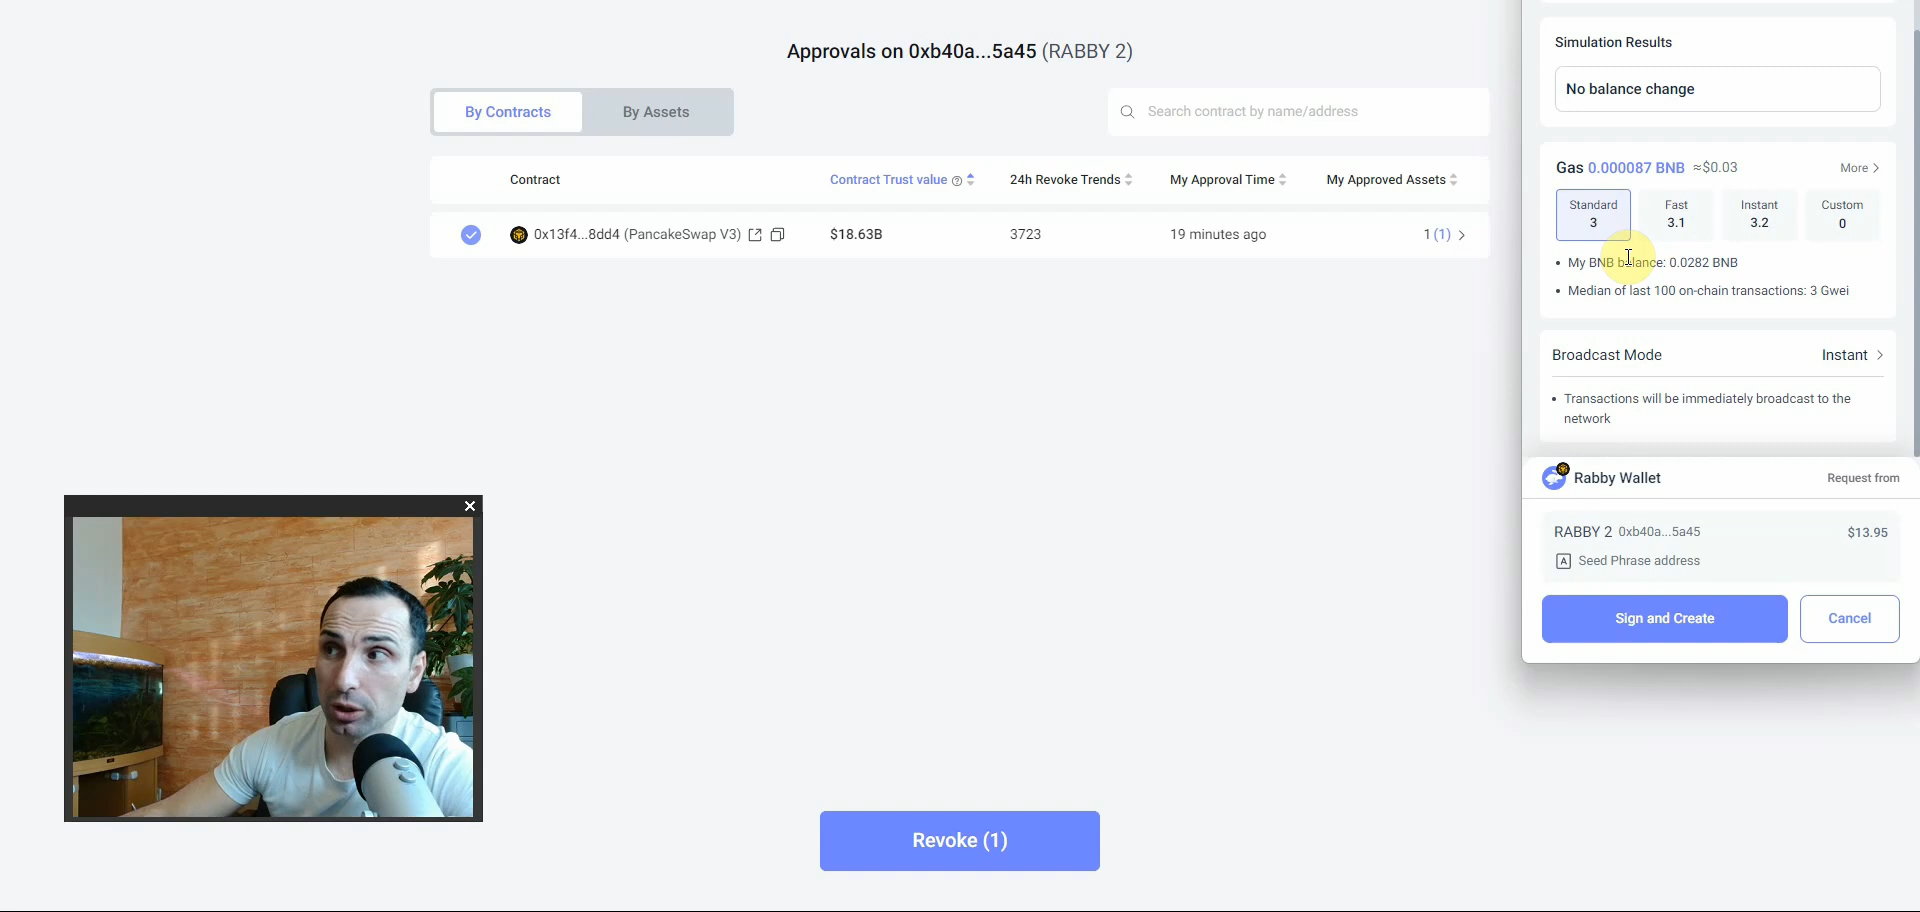 Approvals on 0xb40a...5a45 (RABBY 2)
By Contracts
By Assets
Search contract by name/address
Contract
Contract Trust value
24h Revoke Trends
My Approval Time
My Approved Assets
0x13f4...8dd4 (PancakeSwap V3)
$18.63B
3723
19 minutes ago
1 (1)
Revoke (1)
Simulation Results
No balance change
Gas 0.000087 BNB ≈$0.03
More
Standard
3
Fast
3.1
Instant
3.2
Custom
0
• My BNB balance: 0.0282 BNB
• Median of last 100 on-chain transactions: 3 Gwei
Broadcast Mode
Instant
• Transactions will be immediately broadcast to the
network
Rabby Wallet
Request from
RABBY 2 0xb40a...5a45
$13.95
A Seed Phrase address
Sign and Create
Cancel